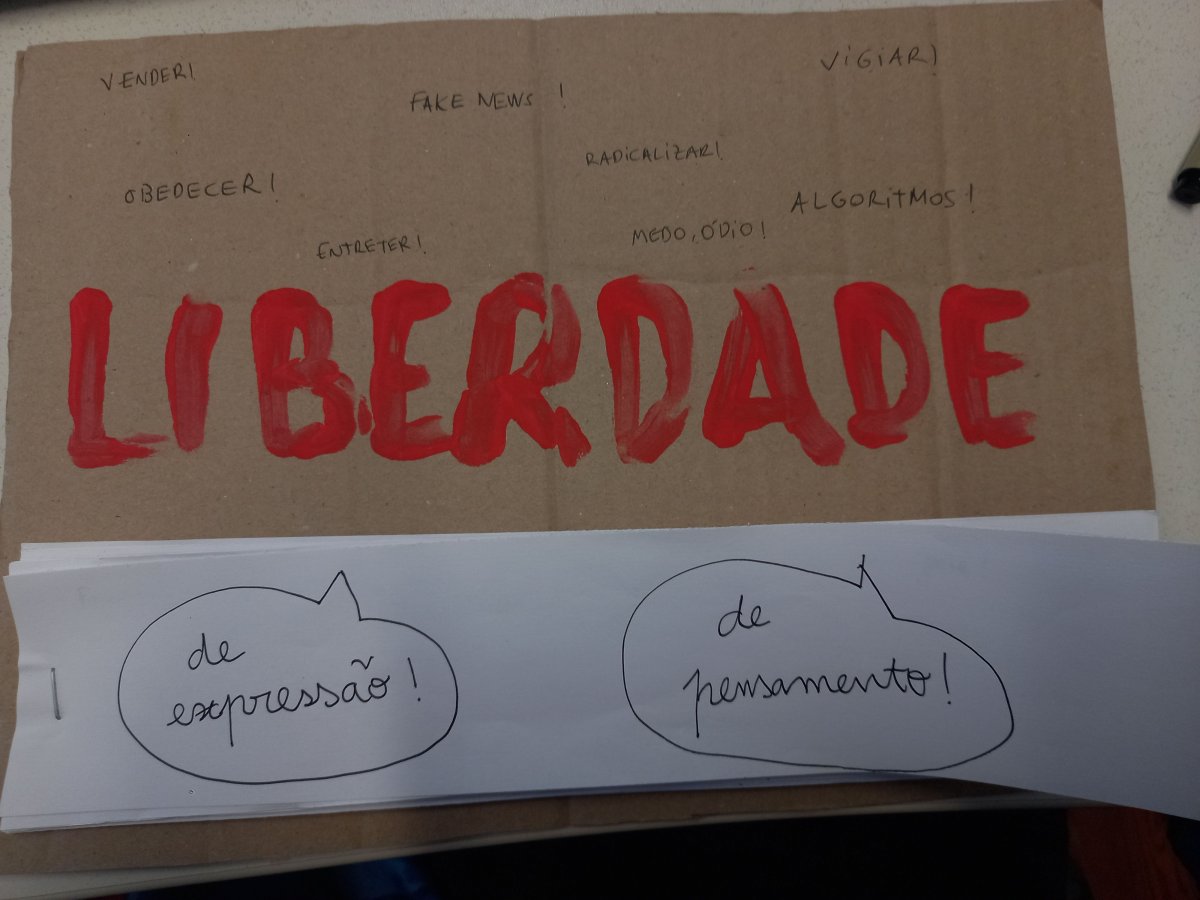 VENDER!
VIGIAR!
FAKE NEWS !
RADICALIZAR!
OBEDECER!
ALGORITMOS!
ENTRETER!
MEDO, ÓDIO!
LIBERDADE
de
expressão!
de
pensamento!